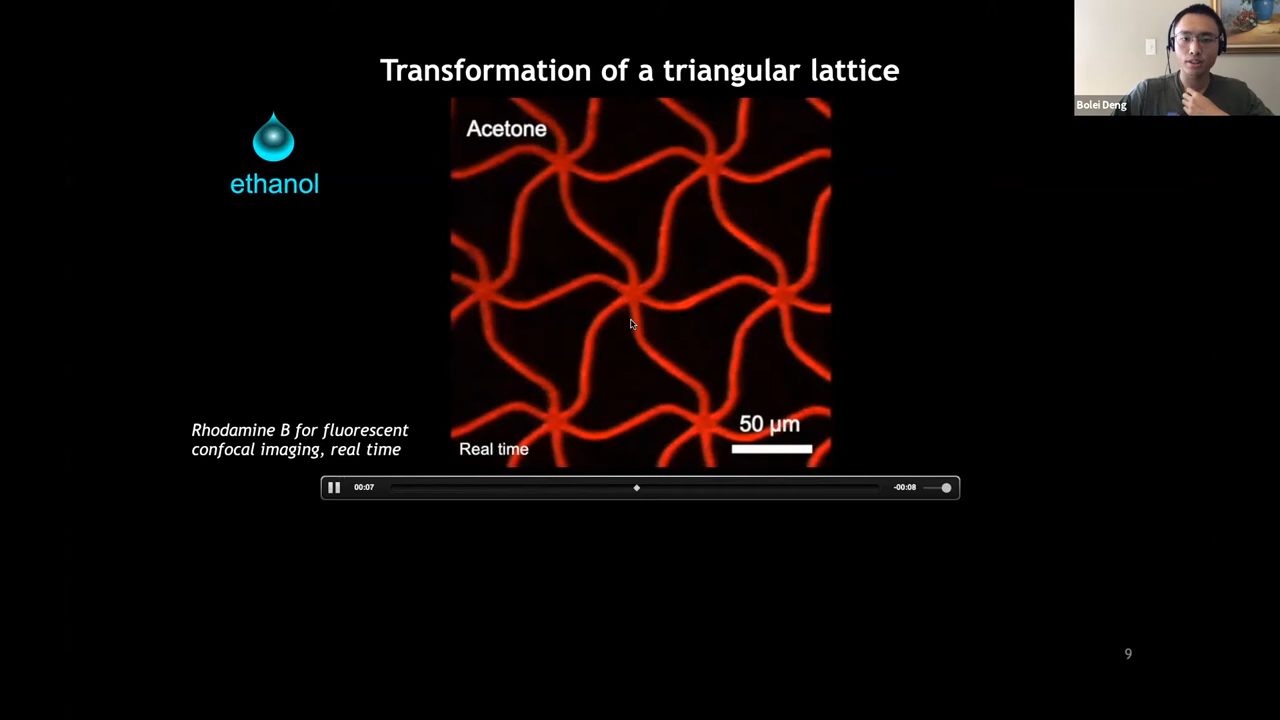 Transformation of a triangular lattice
Bolei Deng
Acetone
ethanol
Rhodamine B for fluorescent
confocal imaging, real time
50 µm
Real time
00:07
-00:08
9